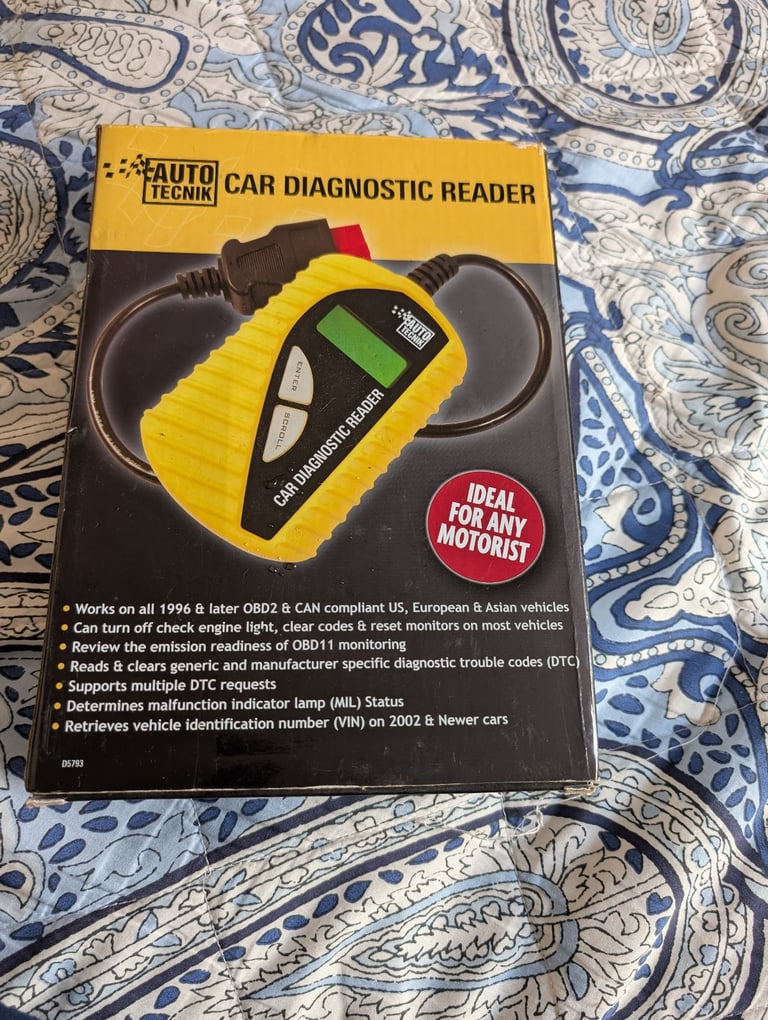 AUTO
TECNIK
CAR DIAGNOSTIC READER
AUTO
TECNIK
ENTER
SCROLL
CAR DIAGNOSTIC READER
IDEAL
FOR ANY
MOTORIST
• Works on all 1996 & later OBD2 & CAN compliant US, European & Asian vehicles
• Can turn off check engine light, clear codes & reset monitors on most vehicles
• Review the emission readiness of OBD11 monitoring
• Reads & clears generic and manufacturer specific diagnostic trouble codes (DTC)
• Supports multiple DTC requests
• Determines malfunction indicator lamp (MIL) Status
• Retrieves vehicle identification number (VIN) on 2002 & Newer cars
D5793